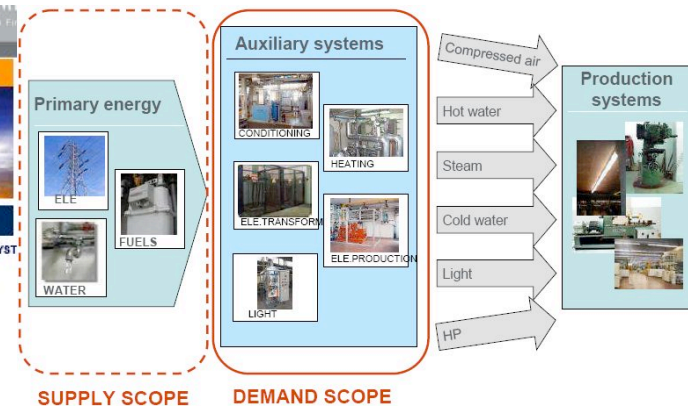 Primary energy
ELE
FUELS
WATER
SUPPLY SCOPE
Auxiliary systems
CONDITIONING
HEATING
ELE.TRANSFORM
ELE.PRODUCTION
LIGHT
DEMAND SCOPE
Compressed air
Hot water
Steam
Cold water
Light
HP
Production
systems
YST